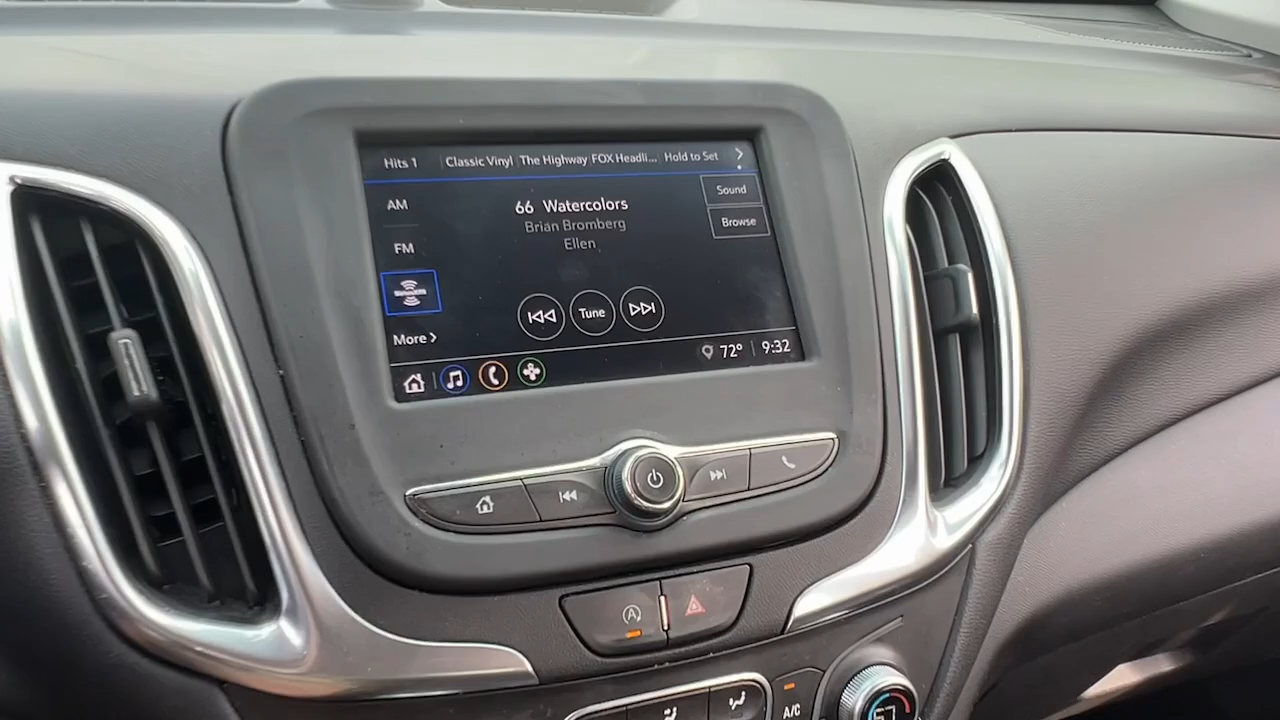 Hits 1 Classic Vinyl The Highway FOX Headli... Hold to Set
AM
66 Watercolors
Sound
Brian Bromberg
Browse
FM
Ellen
SiriusXM
Tune
More
72° 9:32
A
A/C